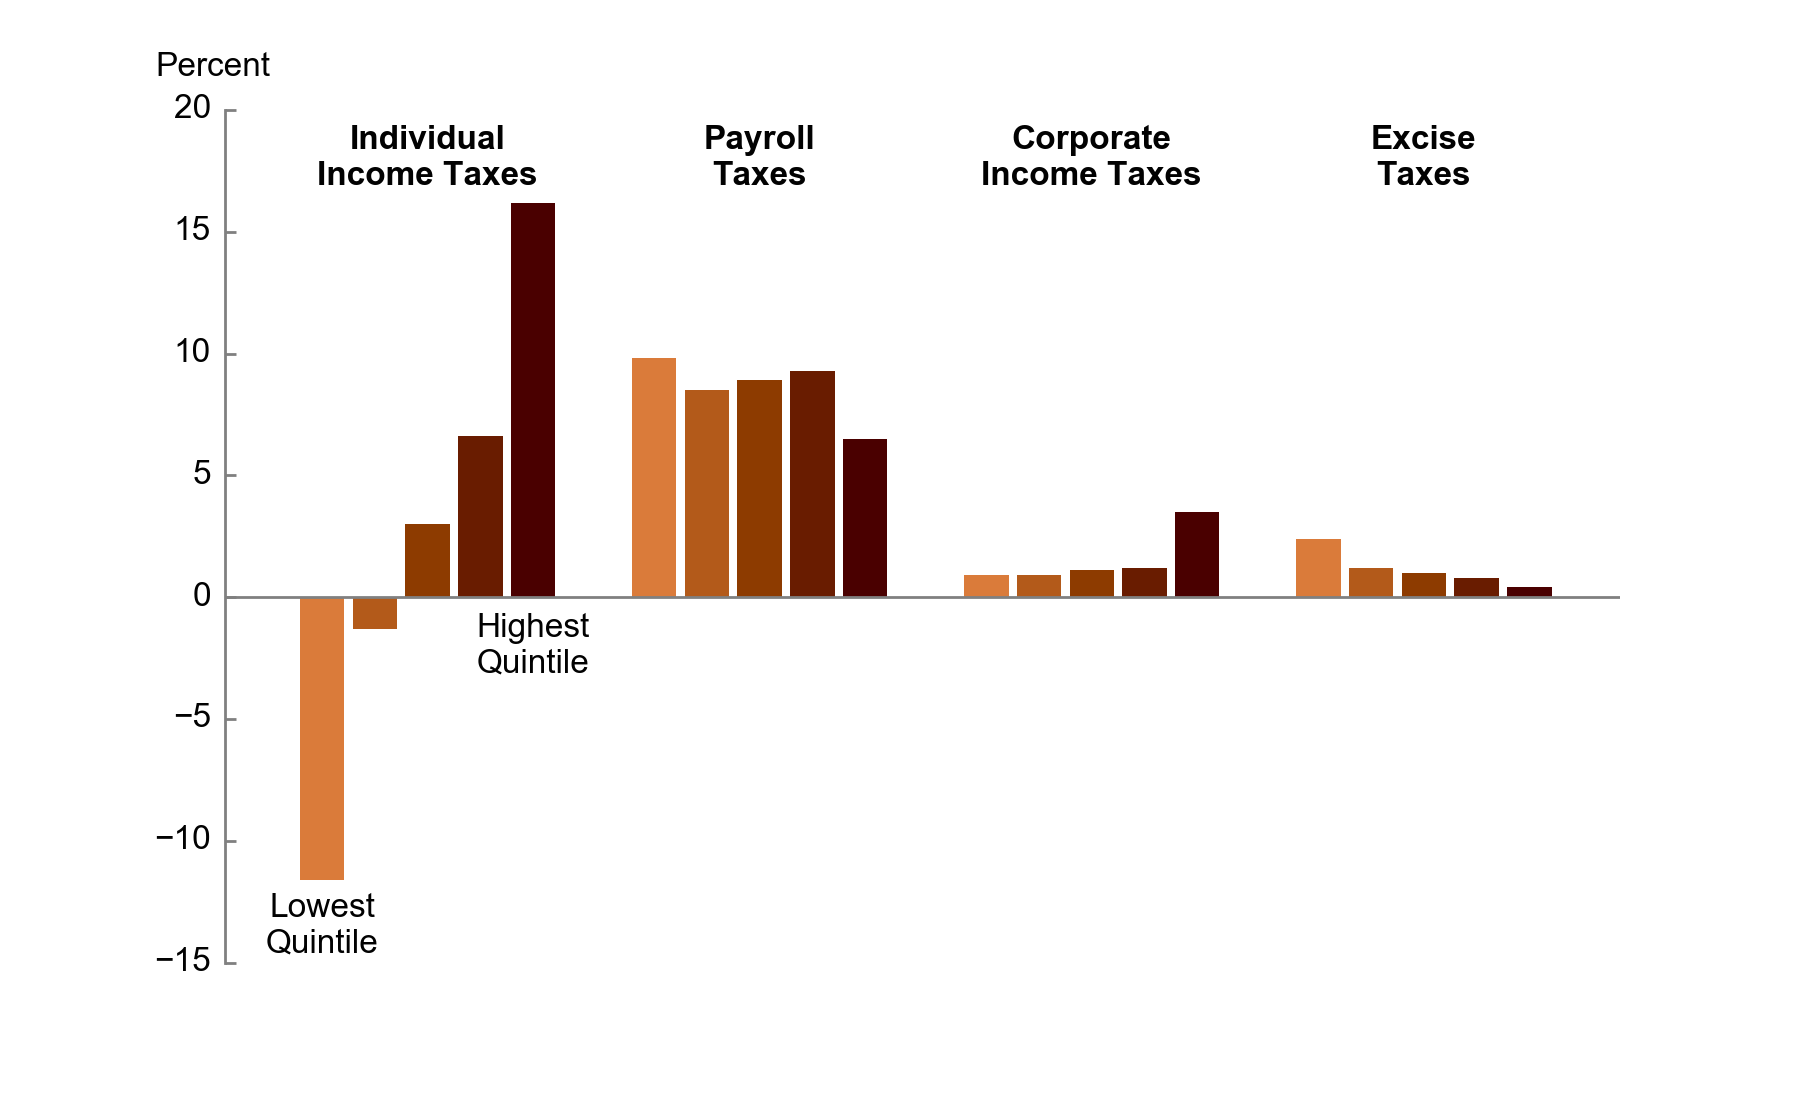 Percent
20
Individual
Income Taxes
Payroll
Taxes
Corporate
Income Taxes
Excise
Taxes
15
10
5
0
Highest
Quintile
−5
−10
Lowest
Quintile
−15